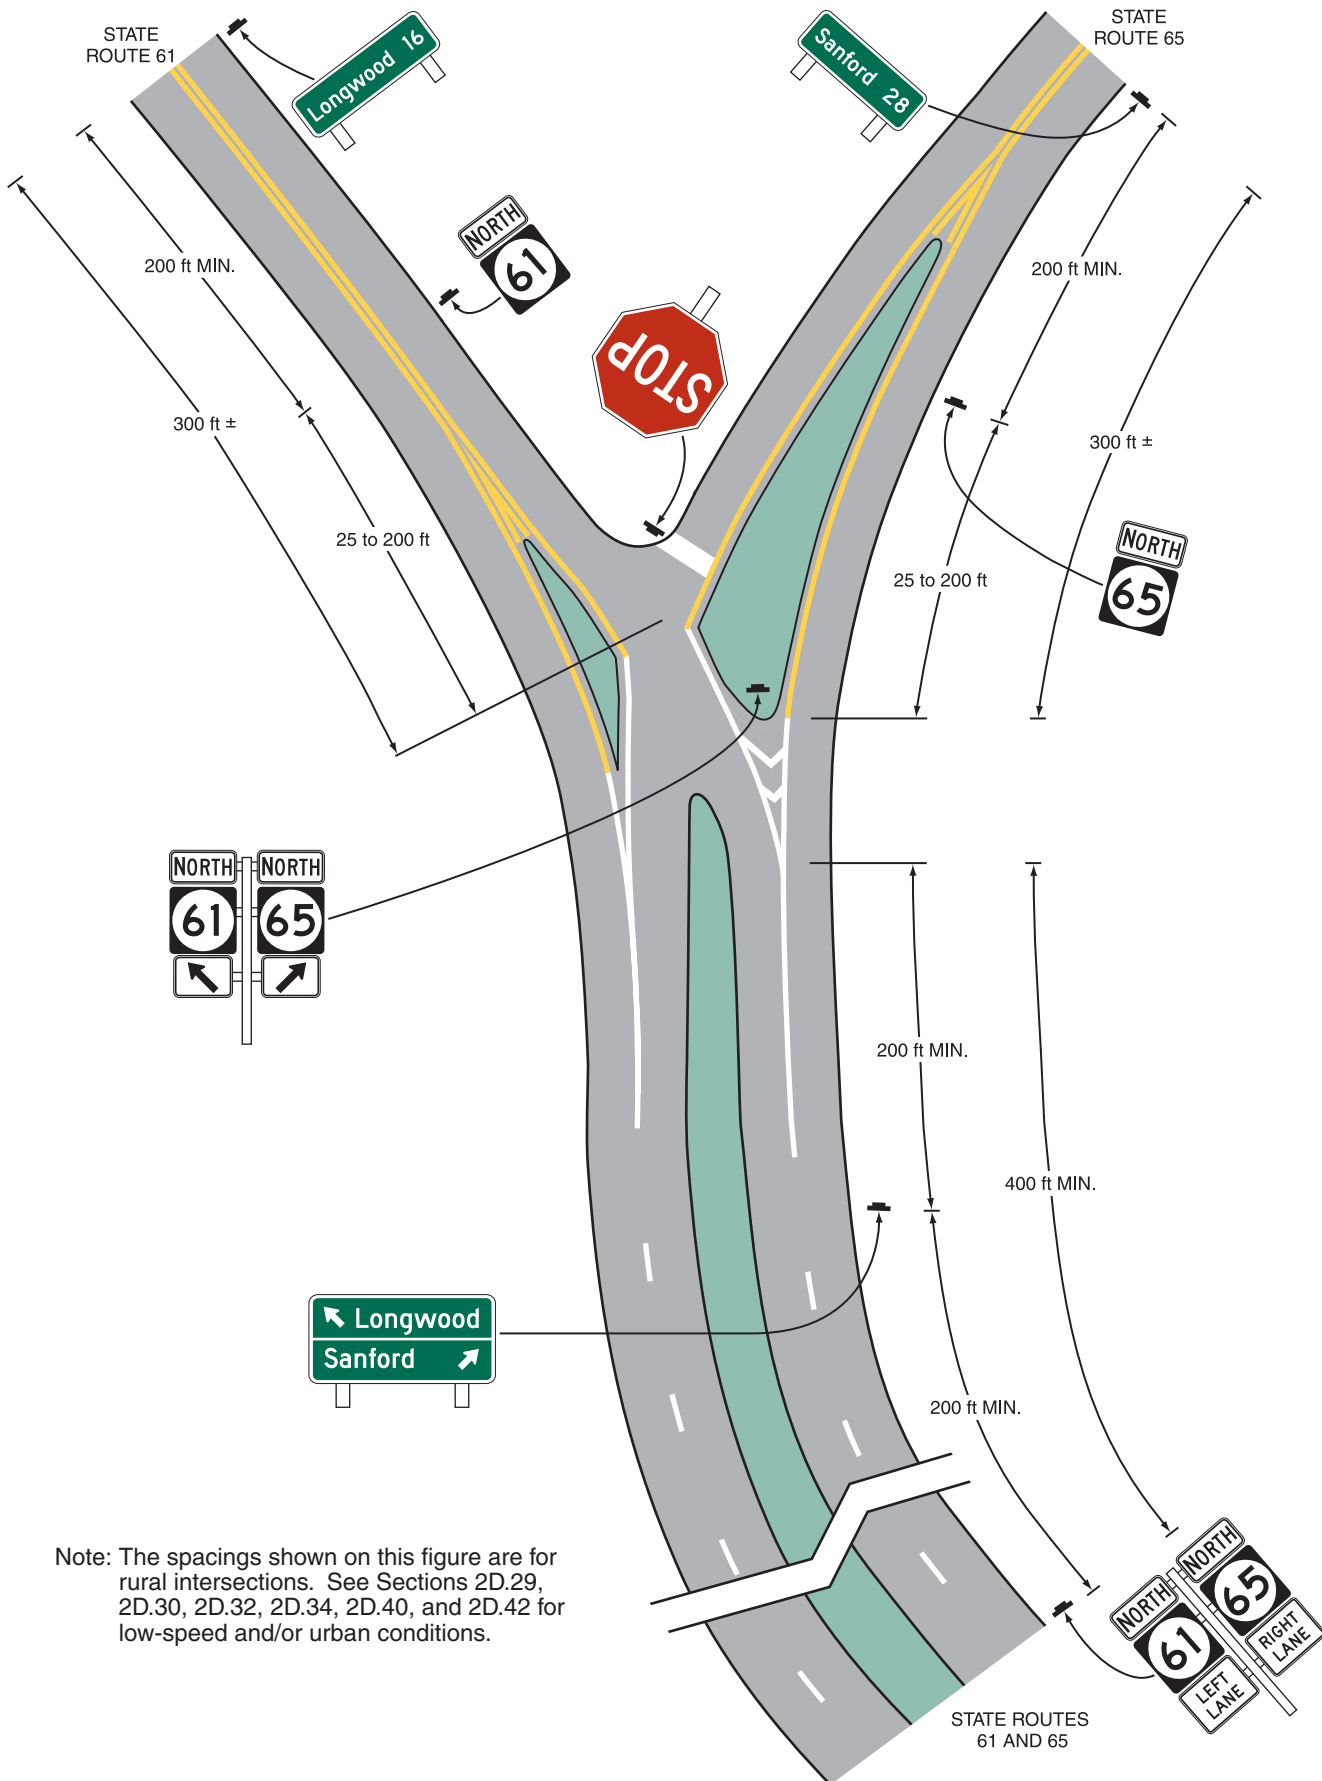 STATE
ROUTE 61
Longwood 16
Sanford 28
STATE
ROUTE 65
NORTH
61
200 ft MIN.
200 ft MIN.
STOP
300 ft ±
300 ft ±
25 to 200 ft
25 to 200 ft
NORTH
65
NORTH NORTH
61 65
200 ft MIN.
400 ft MIN.
Longwood
Sanford
200 ft MIN.
Note: The spacings shown on this figure are for
rural intersections. See Sections 2D.29,
2D.30, 2D.32, 2D.34, 2D.40, and 2D.42 for
low-speed and/or urban conditions.
NORTH
61
LEFT
LANE
NORTH
65
RIGHT
LANE
STATE ROUTES
61 AND 65